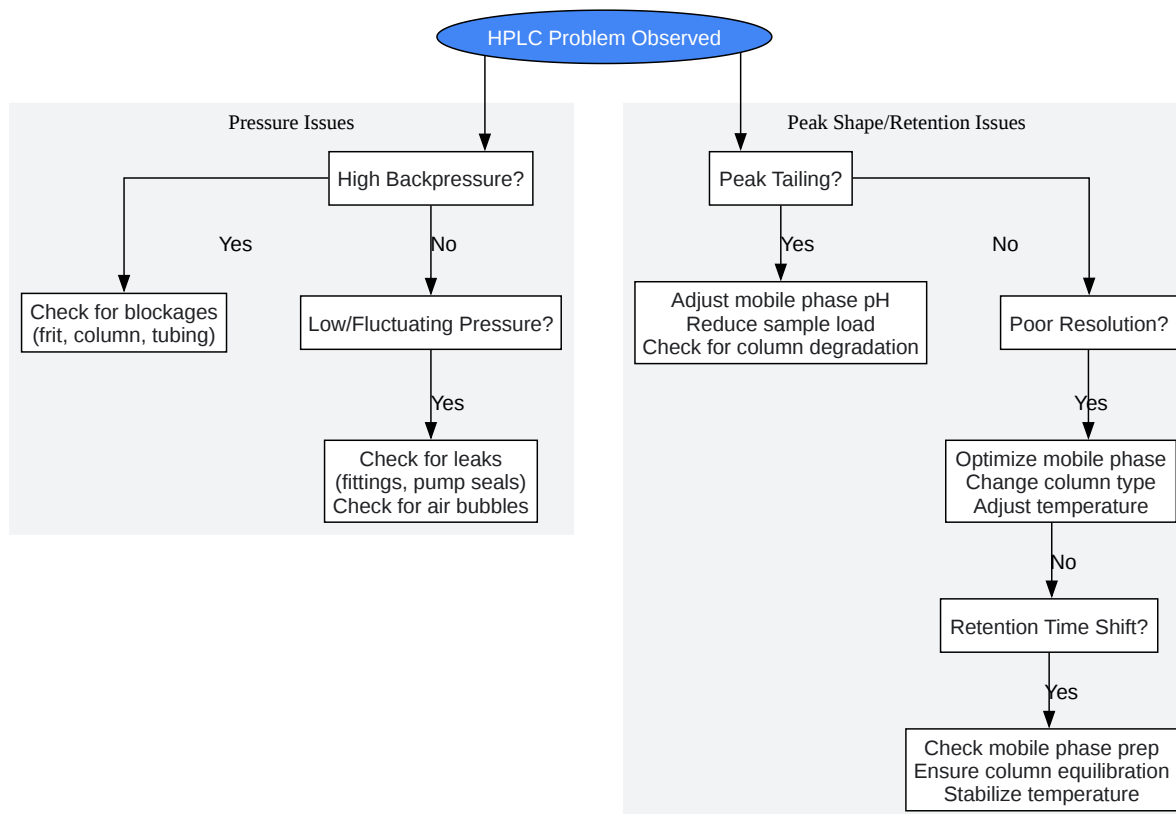 HPLC Problem Observed
Pressure Issues
High Backpressure?
Yes
No
Check for blockages
(frit, column, tubing)
Low/Fluctuating Pressure?
Yes
Check for leaks
(fittings, pump seals)
Check for air bubbles
Peak Shape/Retention Issues
Peak Tailing?
Yes
No
Adjust mobile phase pH
Reduce sample load
Check for column degradation
Poor Resolution?
Yes
Optimize mobile phase
Change column type
Adjust temperature
No
Retention Time Shift?
Yes
Check mobile phase prep
Ensure column equilibration
Stabilize temperature